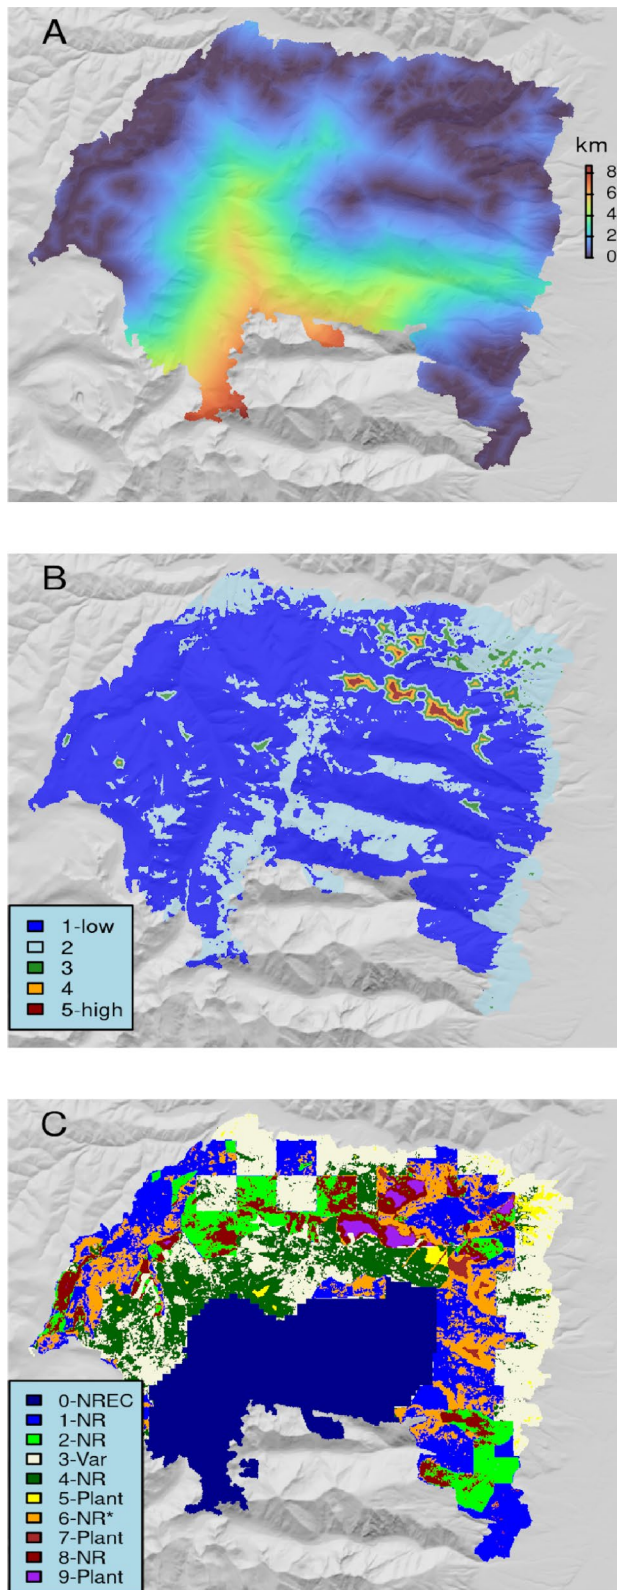 A
km
8
6
4
2
0
B
1-low
2
3
4
5-high
C
0-NREC
1-NR
2-NR
3-Var
4-NR
5-Plant
6-NR*
7-Plant
8-NR
9-Plant